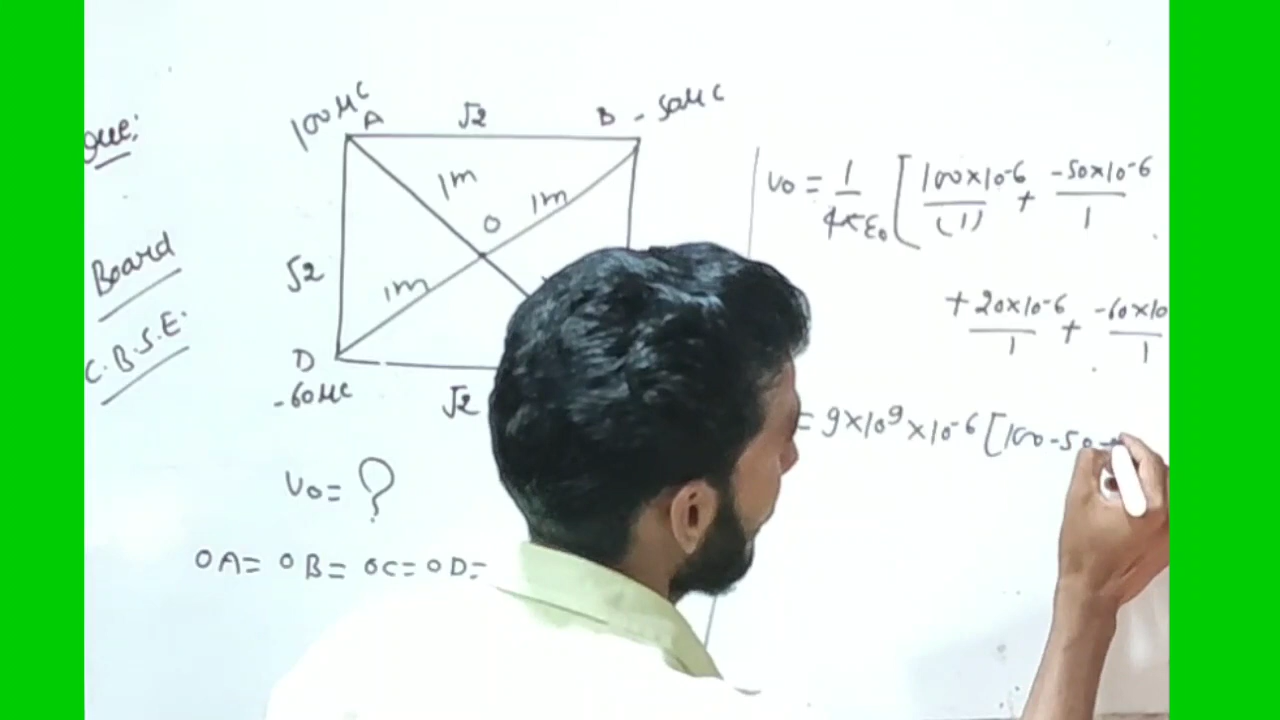 Que:
Board
C.B.S.E.
100μC
A
√2
B - 50μC
1m
1m
O
√2
1m
D
-60μC
√2
V₀ = ?
OA = OB = OC = OD =
V₀ = 1/4πε₀ [ 100×10⁻⁶/(1) + -50×10⁻⁶/1
+ 20×10⁻⁶/1 + -60×10/1
= 9×10⁹×10⁻⁶ [100-50